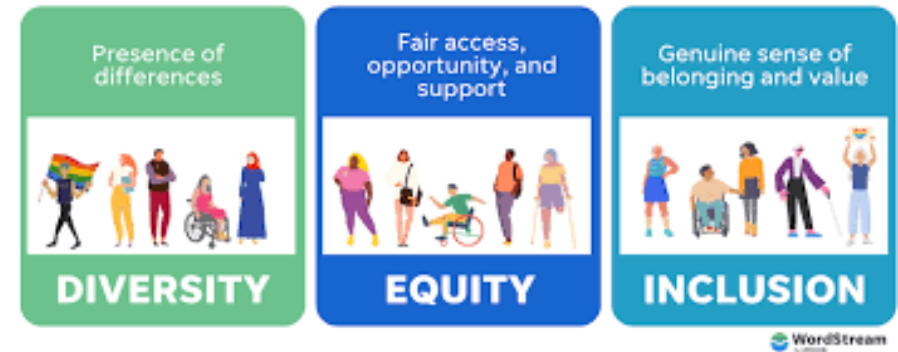 Presence of
differences
DIVERSITY
Fair access,
opportunity, and
support
EQUITY
Genuine sense of
belonging and value
INCLUSION
WordStream